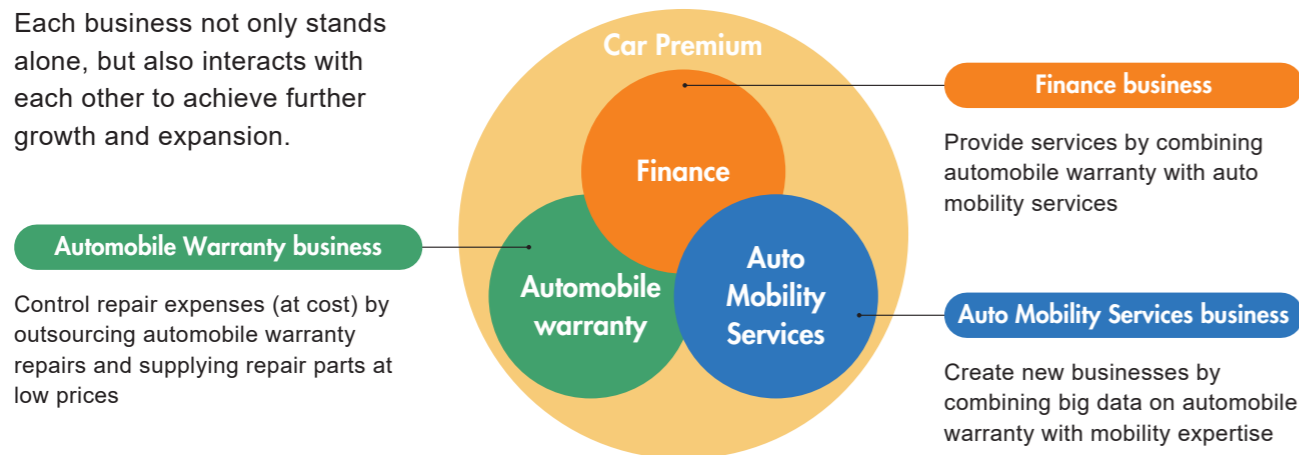 Each business not only stands
alone, but also interacts with
each other to achieve further
growth and expansion.
Car Premium
Finance
Automobile
warranty
Auto
Mobility
Services
Automobile Warranty business
Control repair expenses (at cost) by
outsourcing automobile warranty
repairs and supplying repair parts at
low prices
Finance business
Provide services by combining
automobile warranty with auto
mobility services
Auto Mobility Services business
Create new businesses by
combining big data on automobile
warranty with mobility expertise